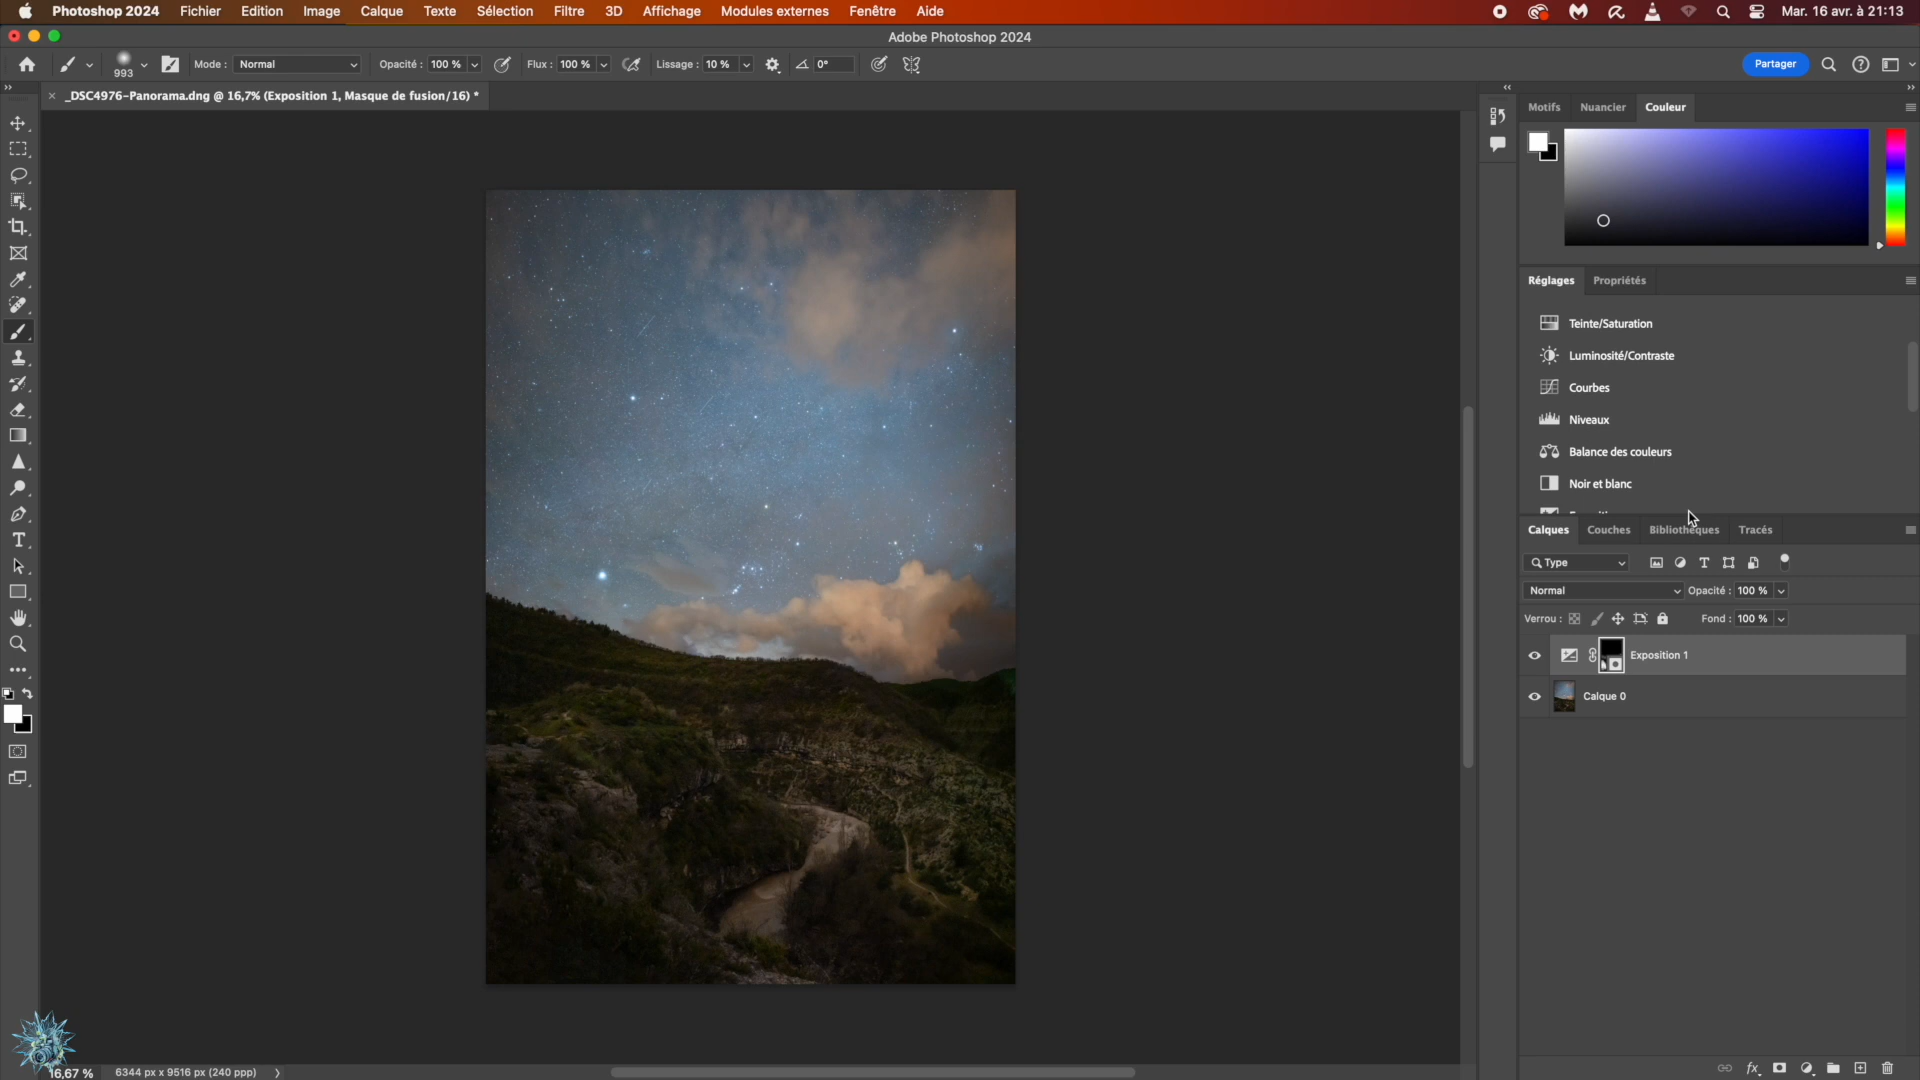 Photoshop 2024 Fichier Edition Image Calque Texte Sélection Filtre 3D Affichage Modules externes Fenêtre Aide Mar. 16 avr. à 21:13
Adobe Photoshop 2024
993 Mode : Normal Opacité : 100 % Flux : 100 % Lissage : 10 % 0° Partager
× _DSC4976-Panorama.dng @ 16,7% (Exposition 1, Masque de fusion/16) *
Motifs Nuancier Couleur
Réglages Propriétés
Teinte/Saturation
Luminosité/Contraste
Courbes
Niveaux
Balance des couleurs
Noir et blanc
Calques Couches Bibliothèques Tracés
Type
Normal Opacité : 100 %
Verrou : Fond : 100 %
Exposition 1
Calque 0
16,67 % 6344 px x 9516 px (240 ppp)